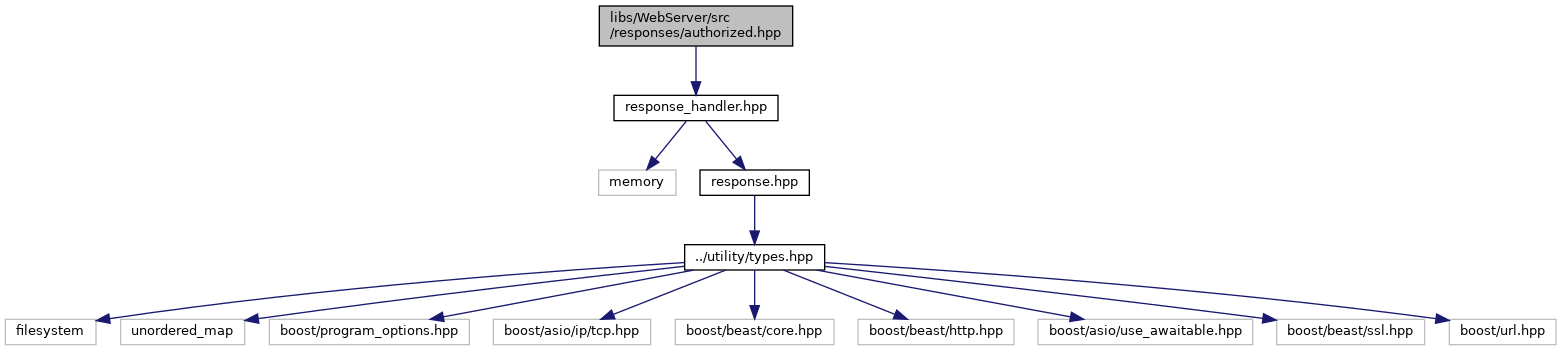 libs/WebServer/src
/responses/authorized.hpp
response_handler.hpp
memory
response.hpp
../utility/types.hpp
filesystem
unordered_map
boost/program_options.hpp
boost/asio/ip/tcp.hpp
boost/beast/core.hpp
boost/beast/http.hpp
boost/asio/use_awaitable.hpp
boost/beast/ssl.hpp
boost/url.hpp